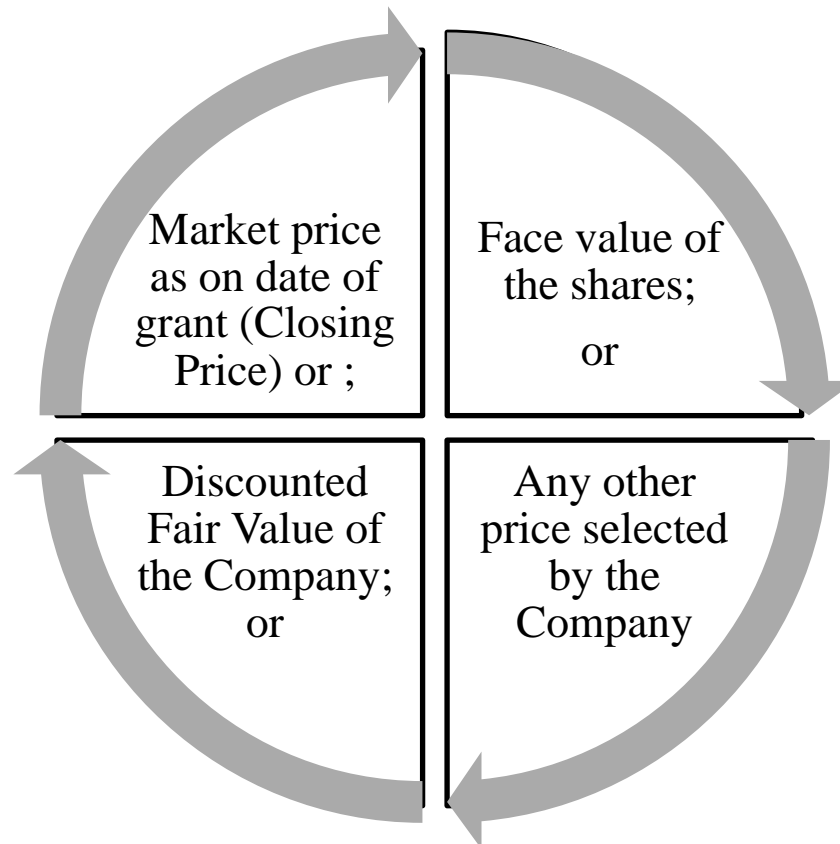 Market price
as on date of
grant (Closing
Price) or ;
Face value of
the shares;
or
Discounted
Fair Value of
the Company;
or
Any other
price selected
by the
Company